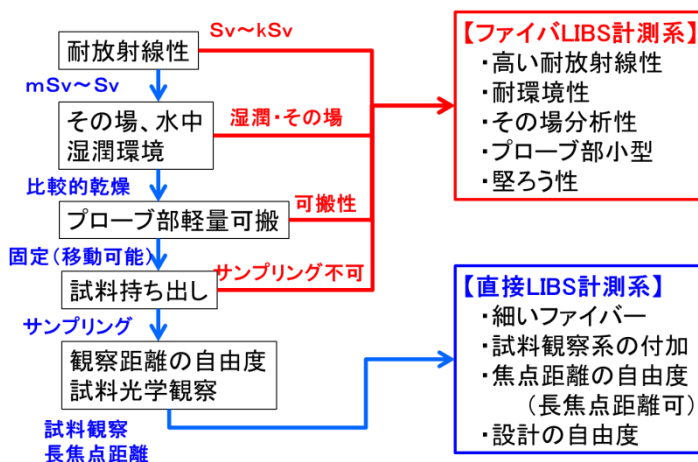 耐放射線性
Sv～kSv
mSv～Sv
その場、水中
湿潤環境
湿潤・その場
比較的乾燥
プローブ部軽量可搬
可搬性
固定(移動可能)
試料持ち出し
サンプリング不可
サンプリング
観察距離の自由度
試料光学観察
試料観察
長焦点距離
【ファイバLIBS計測系】
・高い耐放射線性
・耐環境性
・その場分析性
・プローブ部小型
・堅ろう性
【直接LIBS計測系】
・細いファイバー
・試料観察系の付加
・焦点距離の自由度
(長焦点距離可)
・設計の自由度